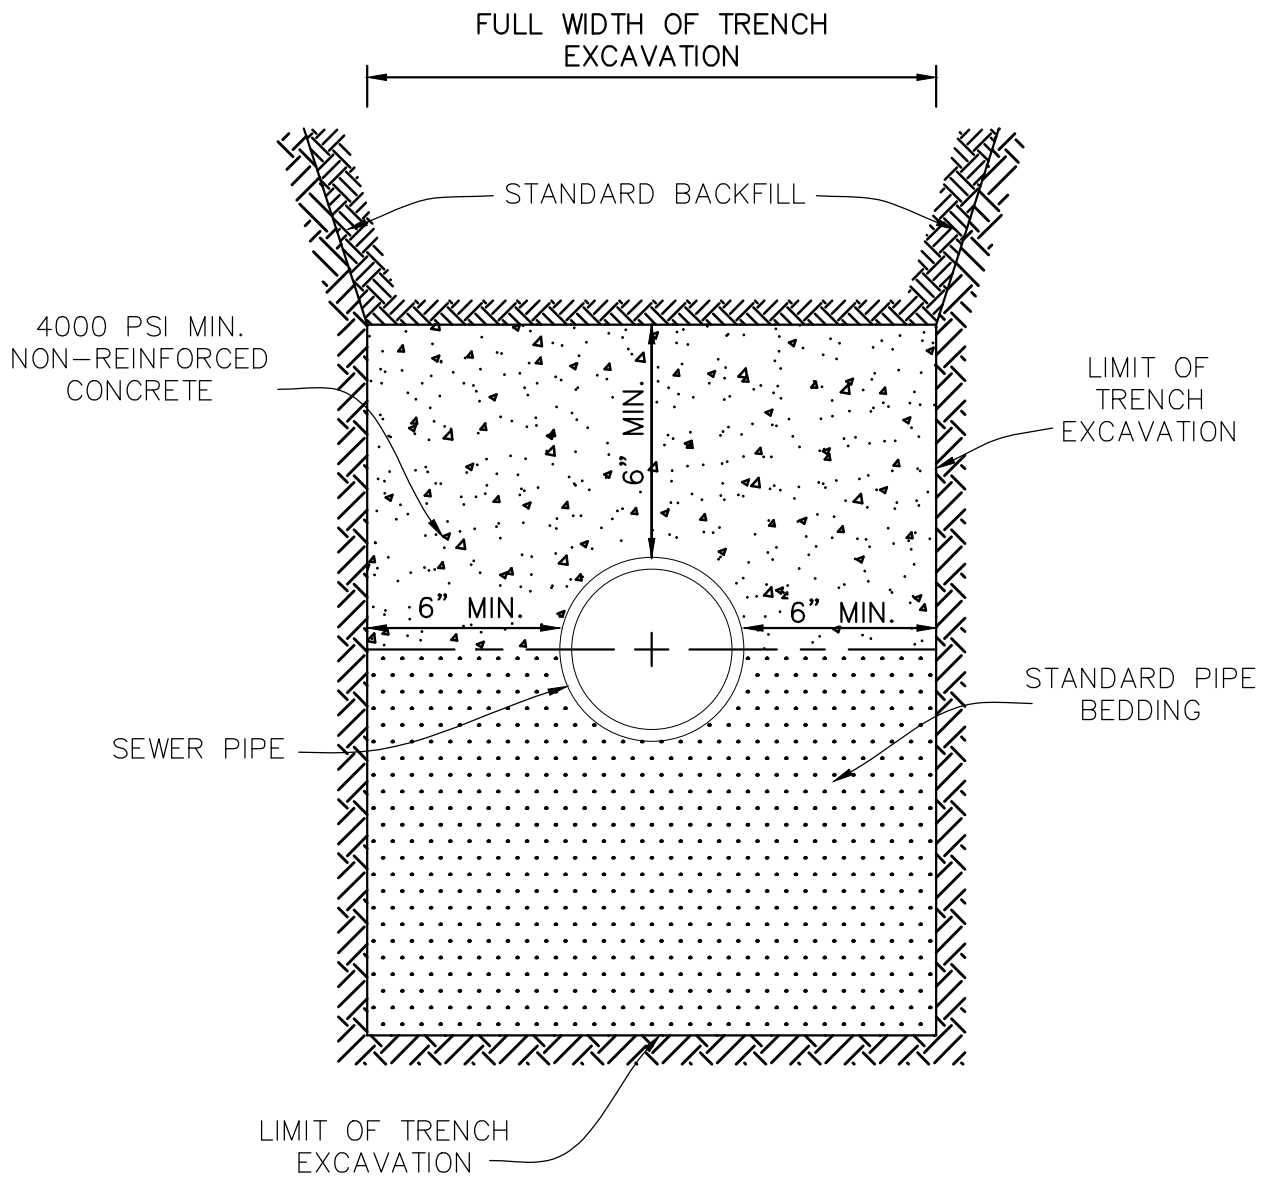 FULL WIDTH OF TRENCH
EXCAVATION
STANDARD BACKFILL
4000 PSI MIN.
NON-REINFORCED
CONCRETE
LIMIT OF
TRENCH
EXCAVATION
6" MIN.
6" MIN.
6" MIN.
STANDARD PIPE
BEDDING
SEWER PIPE
LIMIT OF TRENCH
EXCAVATION